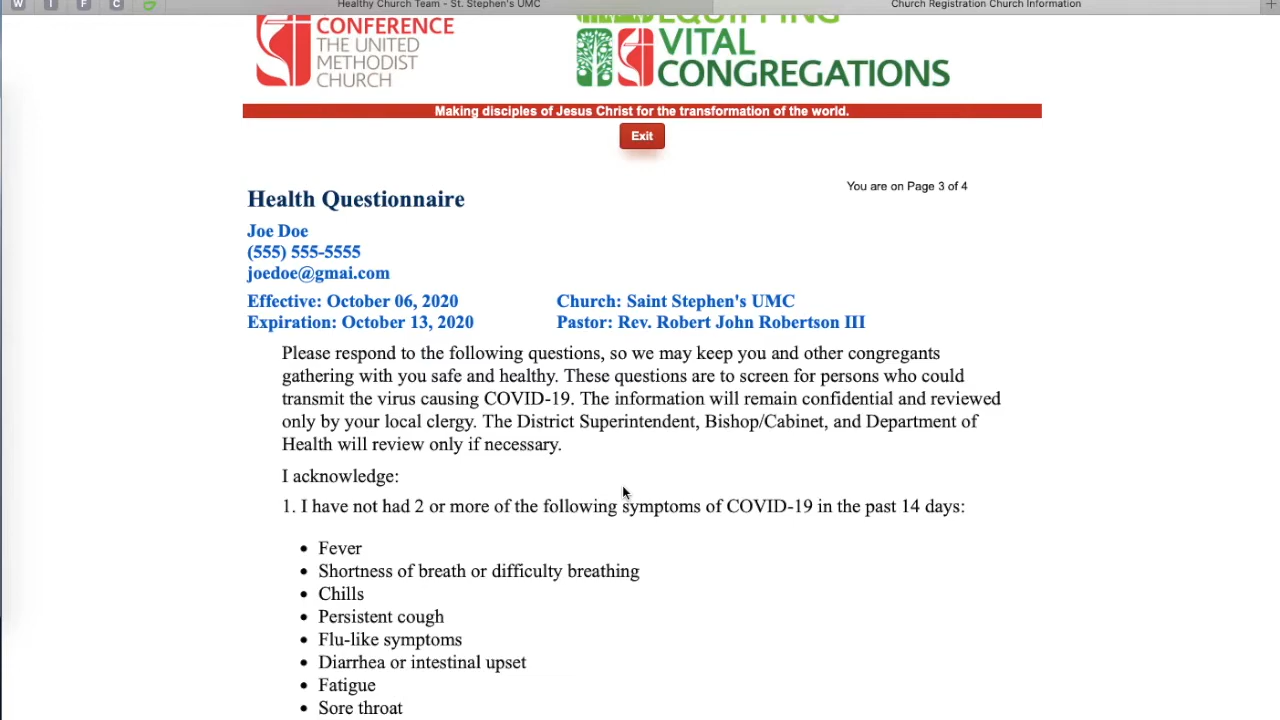 W I F C Healthy Church Team - St. Stephen's UMC Church Registration Church Information +
CONFERENCE
THE UNITED
METHODIST
CHURCH
EQUIPPING
VITAL
CONGREGATIONS
Making disciples of Jesus Christ for the transformation of the world.
Exit
You are on Page 3 of 4
Health Questionnaire
Joe Doe
(555) 555-5555
joedoe@gmai.com
Effective: October 06, 2020 Church: Saint Stephen's UMC
Expiration: October 13, 2020 Pastor: Rev. Robert John Robertson III
Please respond to the following questions, so we may keep you and other congregants
gathering with you safe and healthy. These questions are to screen for persons who could
transmit the virus causing COVID-19. The information will remain confidential and reviewed
only by your local clergy. The District Superintendent, Bishop/Cabinet, and Department of
Health will review only if necessary.
I acknowledge:
1. I have not had 2 or more of the following symptoms of COVID-19 in the past 14 days:
• Fever
• Shortness of breath or difficulty breathing
• Chills
• Persistent cough
• Flu-like symptoms
• Diarrhea or intestinal upset
• Fatigue
• Sore throat